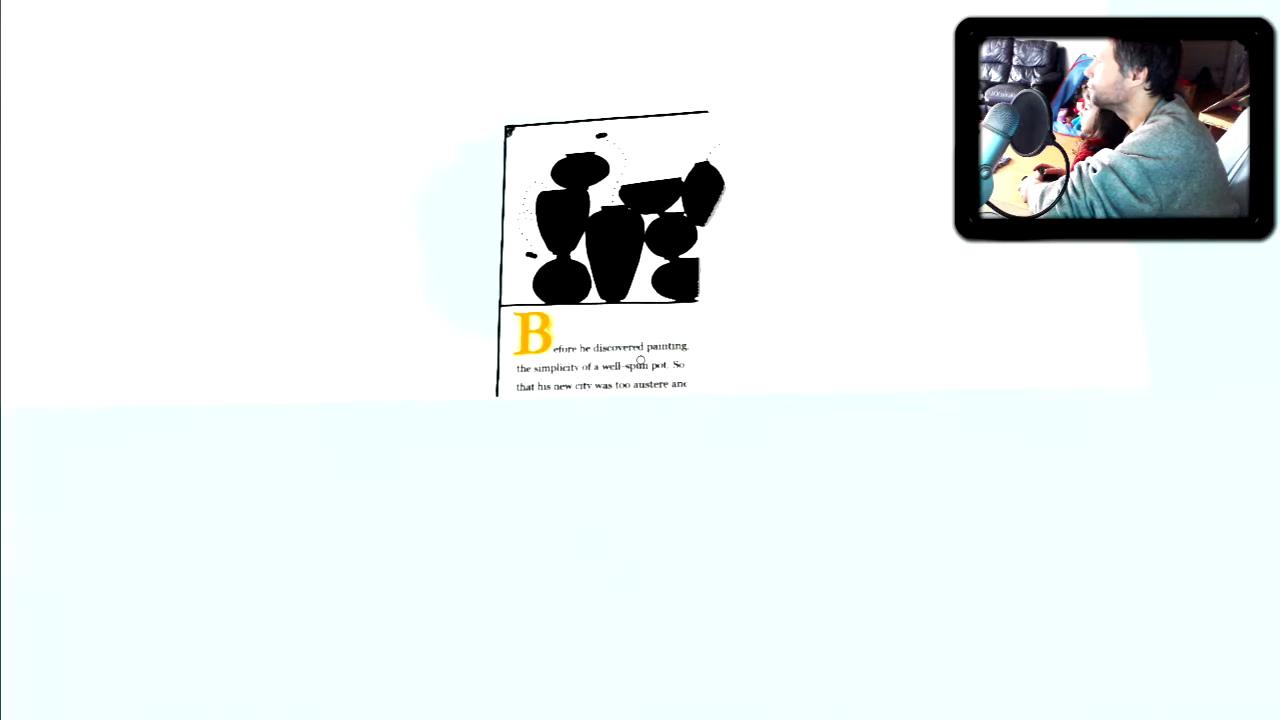 Before he discovered painting,
the simplicity of a well-spun pot. So
that his new city was too austere and